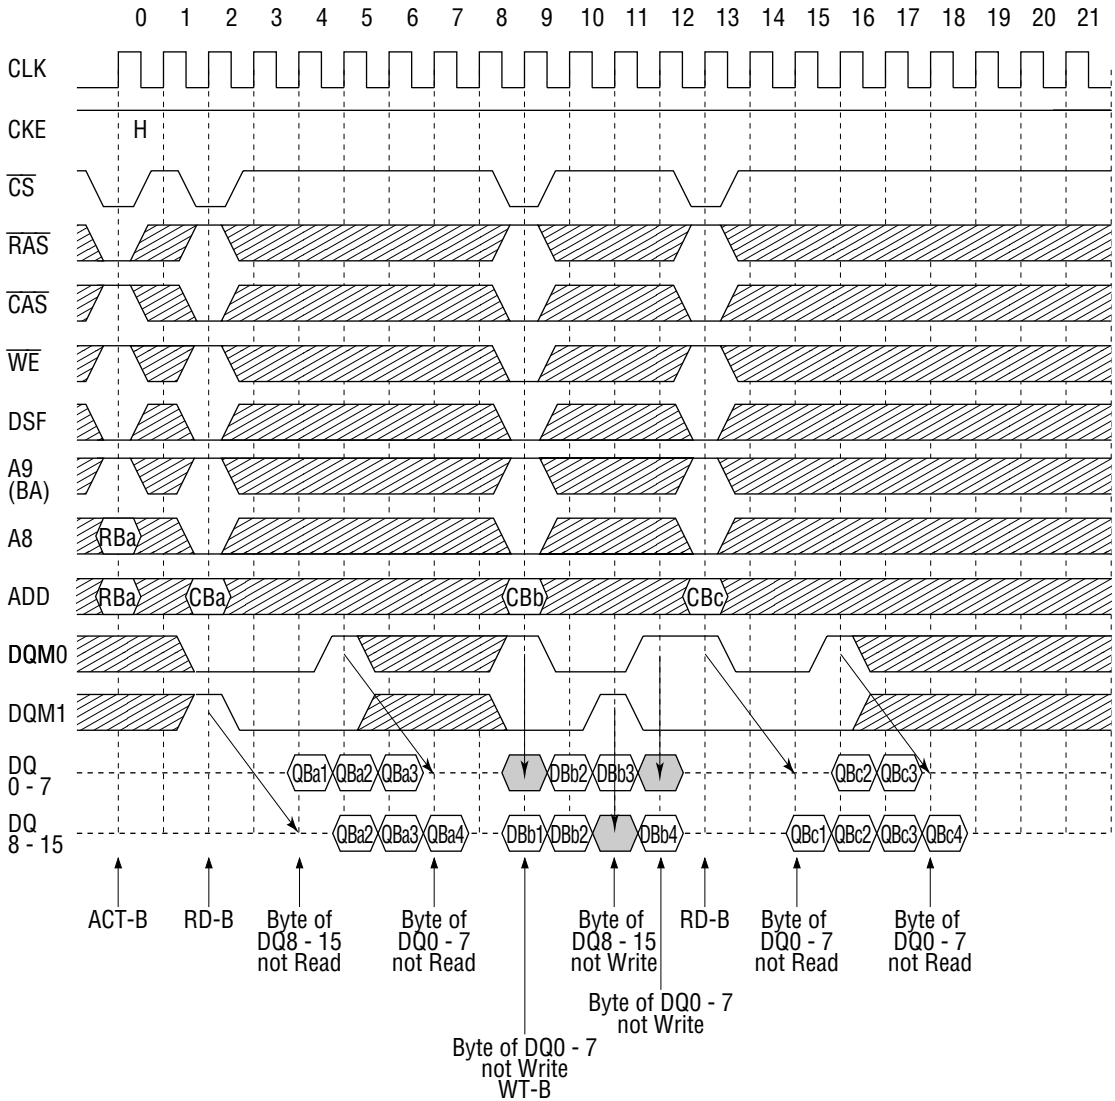 0 1 2 3 4 5 6 7 8 9 10 11 12 13 14 15 16 17 18 19 20 21
CLK
CKE H
CS
RAS
CAS
WE
DSF
A9
(BA)
A8 RBa
ADD RBa CBa CBb CBc
DQM0
DQM1
DQ
0 - 7 QBa1 QBa2 QBa3 DBb2 DBb3 QBc2 QBc3
DQ
8 - 15 QBa2 QBa3 QBa4 DBb1 DBb2 DBb4 QBc1 QBc2 QBc3 QBc4
ACT-B
RD-B
Byte of
DQ8 - 15
not Read
Byte of
DQ0 - 7
not Read
Byte of DQ0 - 7
not Write
WT-B
Byte of
DQ8 - 15
not Write
Byte of DQ0 - 7
not Write
RD-B
Byte of
DQ0 - 7
not Read
Byte of
DQ0 - 7
not Read